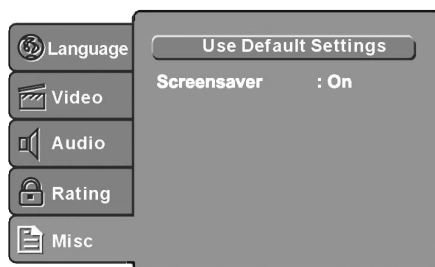 Language
Video
Audio
Rating
Misc
Use Default Settings
Screensaver : On